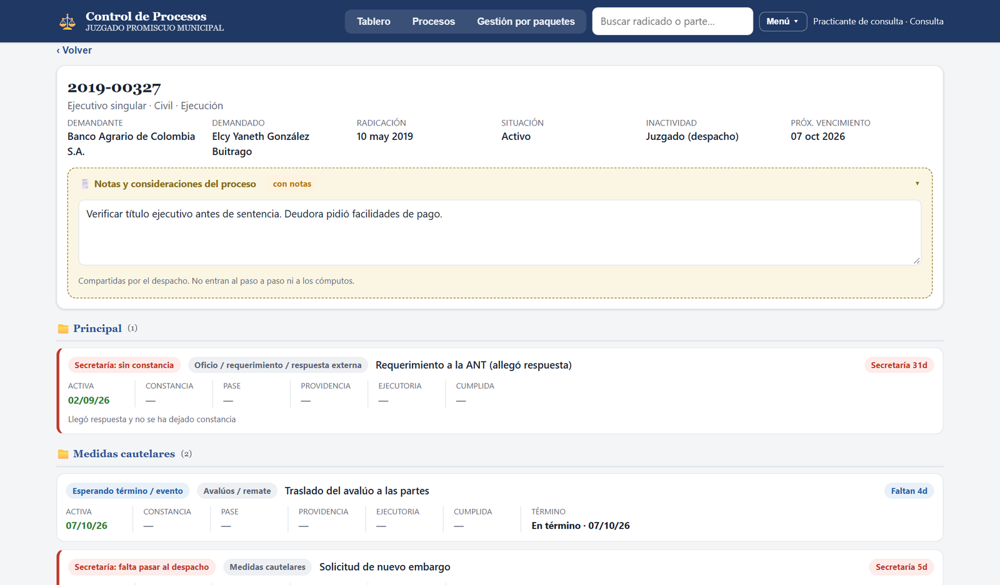 Control de Procesos
JUZGADO PROMISCUO MUNICIPAL
Tablero
Procesos
Gestión por paquetes
Buscar radicado o parte...
Menú ▾
Practicante de consulta · Consulta
‹ Volver
2019-00327
Ejecutivo singular · Civil · Ejecución
DEMANDANTE
Banco Agrario de Colombia S.A.
DEMANDADO
Elcy Yaneth González Buitrago
RADICACIÓN
10 may 2019
SITUACIÓN
Activo
INACTIVIDAD
Juzgado (despacho)
PRÓX. VENCIMIENTO
07 oct 2026
Notas y consideraciones del proceso
con notas
Verificar título ejecutivo antes de sentencia. Deudora pidió facilidades de pago.
Compartidas por el despacho. No entran al paso a paso ni a los cómputos.
Principal (1)
Secretaría: sin constancia
Oficio / requerimiento / respuesta externa
Requerimiento a la ANT (allegó respuesta)
Secretaría 31d
ACTIVA
02/09/26
CONSTANCIA
—
PASE
—
PROVIDENCIA
—
EJECUTORIA
—
CUMPLIDA
—
Llegó respuesta y no se ha dejado constancia
Medidas cautelares (2)
Esperando término / evento
Avalúos / remate
Traslado del avalúo a las partes
Faltan 4d
ACTIVA
07/10/26
CONSTANCIA
—
PASE
—
PROVIDENCIA
—
EJECUTORIA
—
CUMPLIDA
—
TÉRMINO
En término · 07/10/26
Secretaría: falta pasar al despacho
Medidas cautelares
Solicitud de nuevo embargo
Secretaría 5d